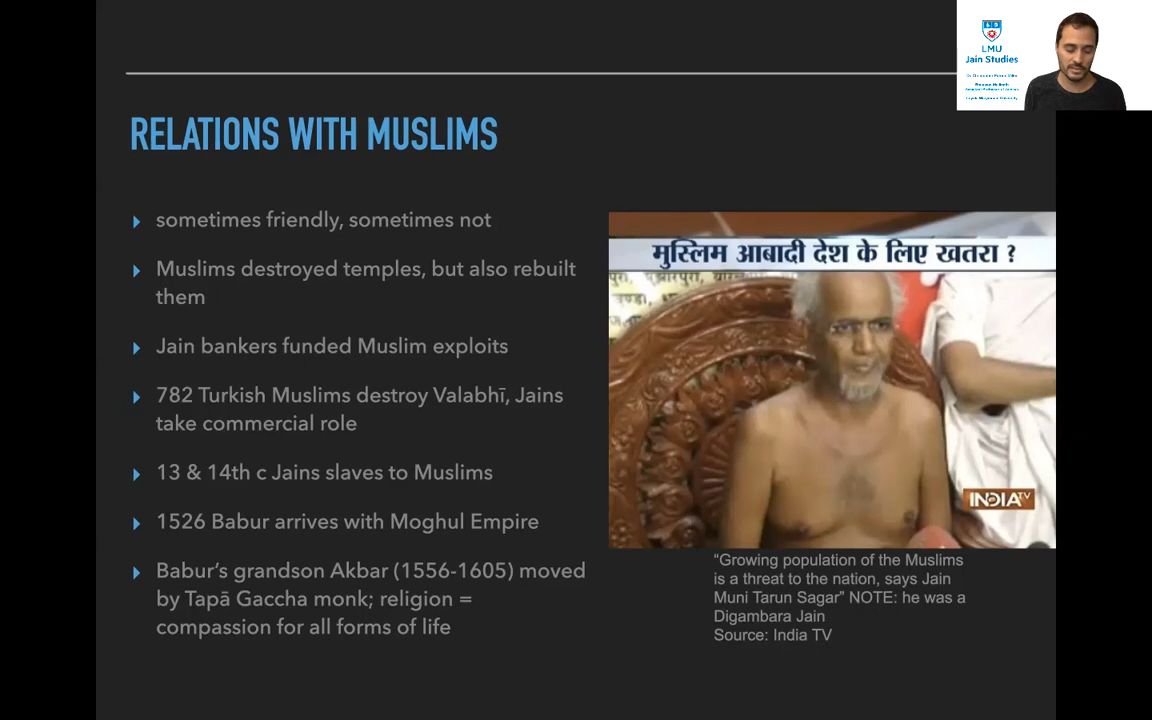 LMU
Jain Studies
RELATIONS WITH MUSLIMS
sometimes friendly, sometimes not
Muslims destroyed temples, but also rebuilt
them
Jain bankers funded Muslim exploits
782 Turkish Muslims destroy Valabhī, Jains
take commercial role
13 & 14th c Jains slaves to Muslims
1526 Babur arrives with Moghul Empire
Babur's grandson Akbar (1556-1605) moved
by Tapā Gaccha monk; religion =
compassion for all forms of life
मुस्लिम आबादी देश के लिए खतरा ?
INDIA TV
“Growing population of the Muslims
is a threat to the nation, says Jain
Muni Tarun Sagar” NOTE: he was a
Digambara Jain
Source: India TV